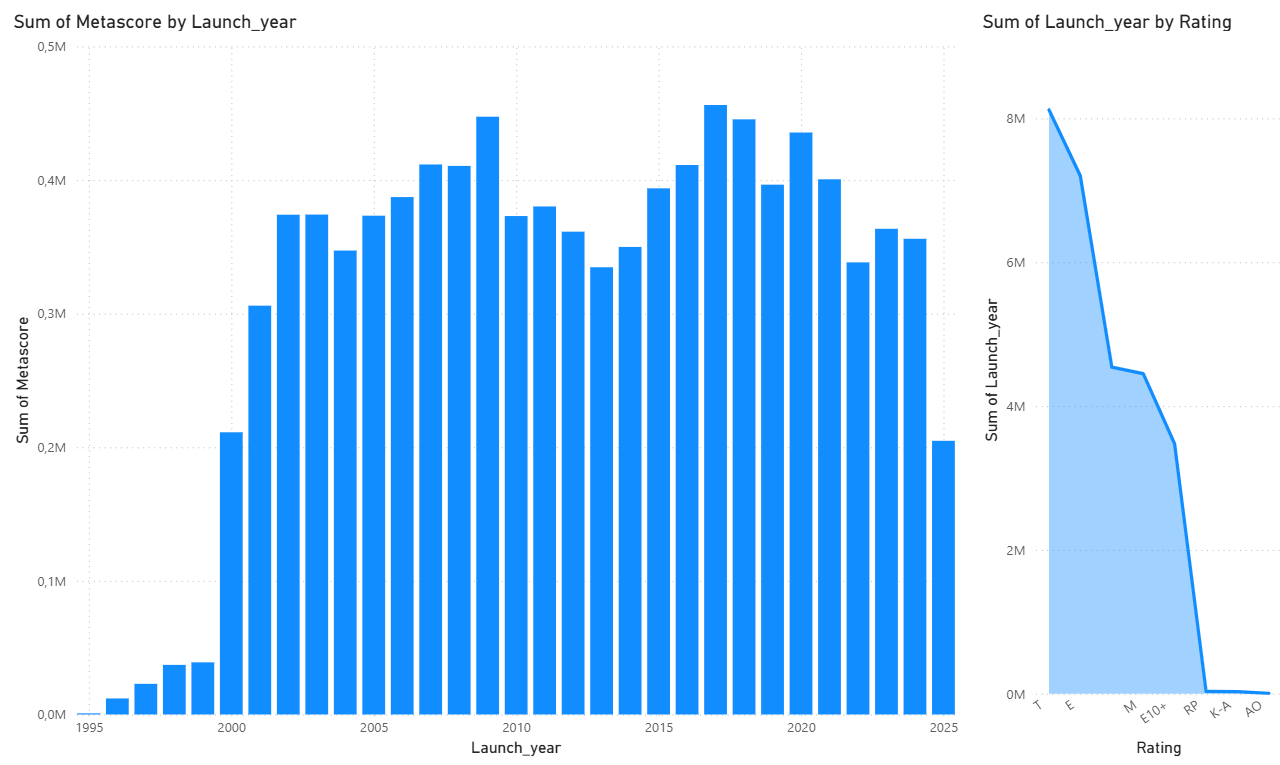 Sum of Metascore by Launch_year
0,5M
0,4M
0,3M
0,2M
0,1M
0,0M
Sum of Metascore
1995
2000
2005
2010
2015
2020
2025
Launch_year
Sum of Launch_year by Rating
8M
6M
4M
2M
0M
Sum of Launch_year
T
E
M
E10+
RP
K-A
AO
Rating